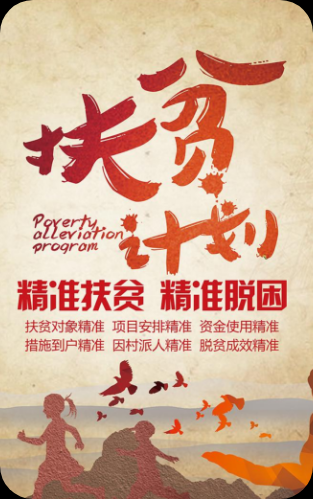 扶贫
Poverty
alleviation
program
计划
精准扶贫 精准脱困
扶贫对象精准 项目安排精准 资金使用精准
措施到户精准 因村派人精准 脱贫成效精准